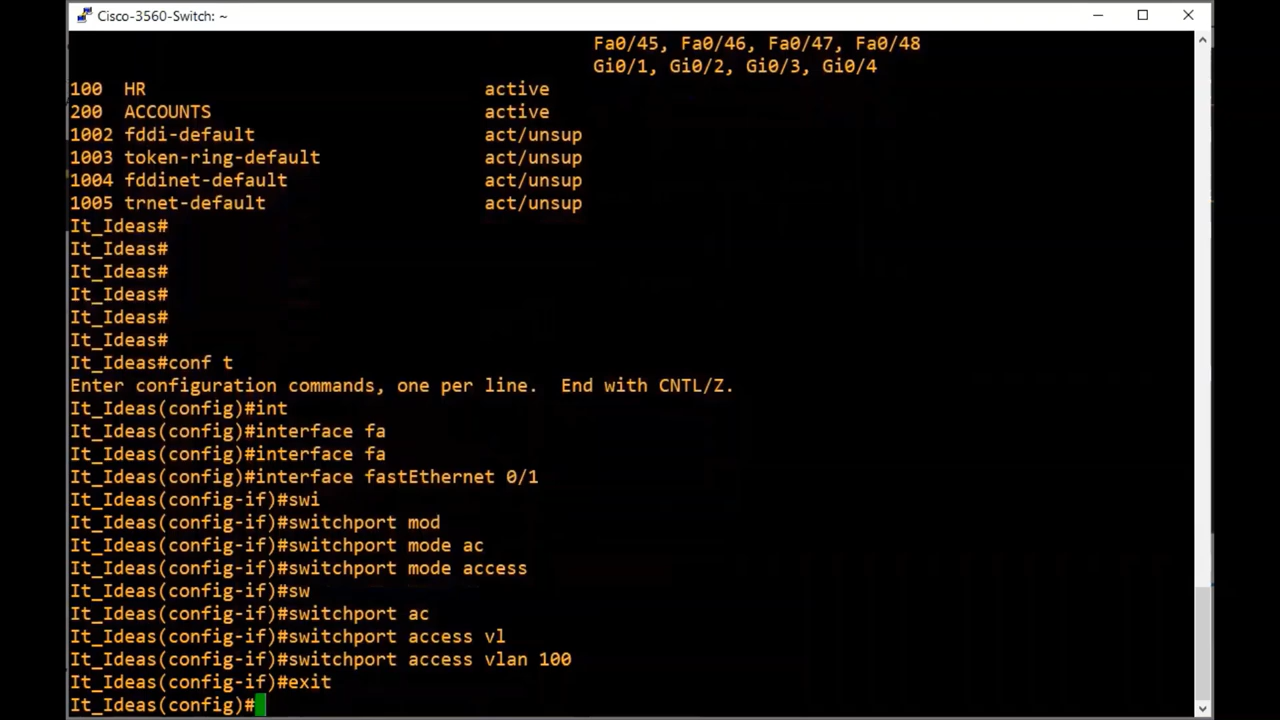 Cisco-3560-Switch: ~
Fa0/45, Fa0/46, Fa0/47, Fa0/48
Gi0/1, Gi0/2, Gi0/3, Gi0/4
100 HR active
200 ACCOUNTS active
1002 fddi-default act/unsup
1003 token-ring-default act/unsup
1004 fddinet-default act/unsup
1005 trnet-default act/unsup
It_Ideas#
It_Ideas#
It_Ideas#
It_Ideas#
It_Ideas#
It_Ideas#
It_Ideas#conf t
Enter configuration commands, one per line. End with CNTL/Z.
It_Ideas(config)#int
It_Ideas(config)#interface fa
It_Ideas(config)#interface fa
It_Ideas(config)#interface fastEthernet 0/1
It_Ideas(config-if)#swi
It_Ideas(config-if)#switchport mod
It_Ideas(config-if)#switchport mode ac
It_Ideas(config-if)#switchport mode access
It_Ideas(config-if)#sw
It_Ideas(config-if)#switchport ac
It_Ideas(config-if)#switchport access vl
It_Ideas(config-if)#switchport access vlan 100
It_Ideas(config-if)#exit
It_Ideas(config)#